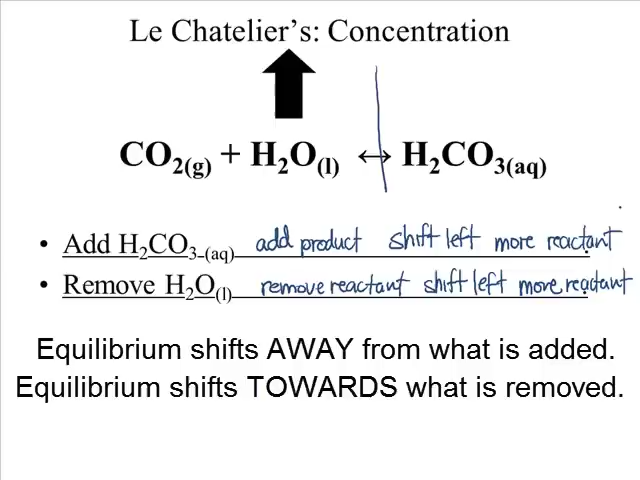 Le Chatelier's: Concentration
CO₂(g) + H₂O(l) ↔ H₂CO₃(aq)
• Add H₂CO₃-(aq) add product shift left more reactant.
• Remove H₂O(l) remove reactant shift left more reactant
Equilibrium shifts AWAY from what is added.
Equilibrium shifts TOWARDS what is removed.